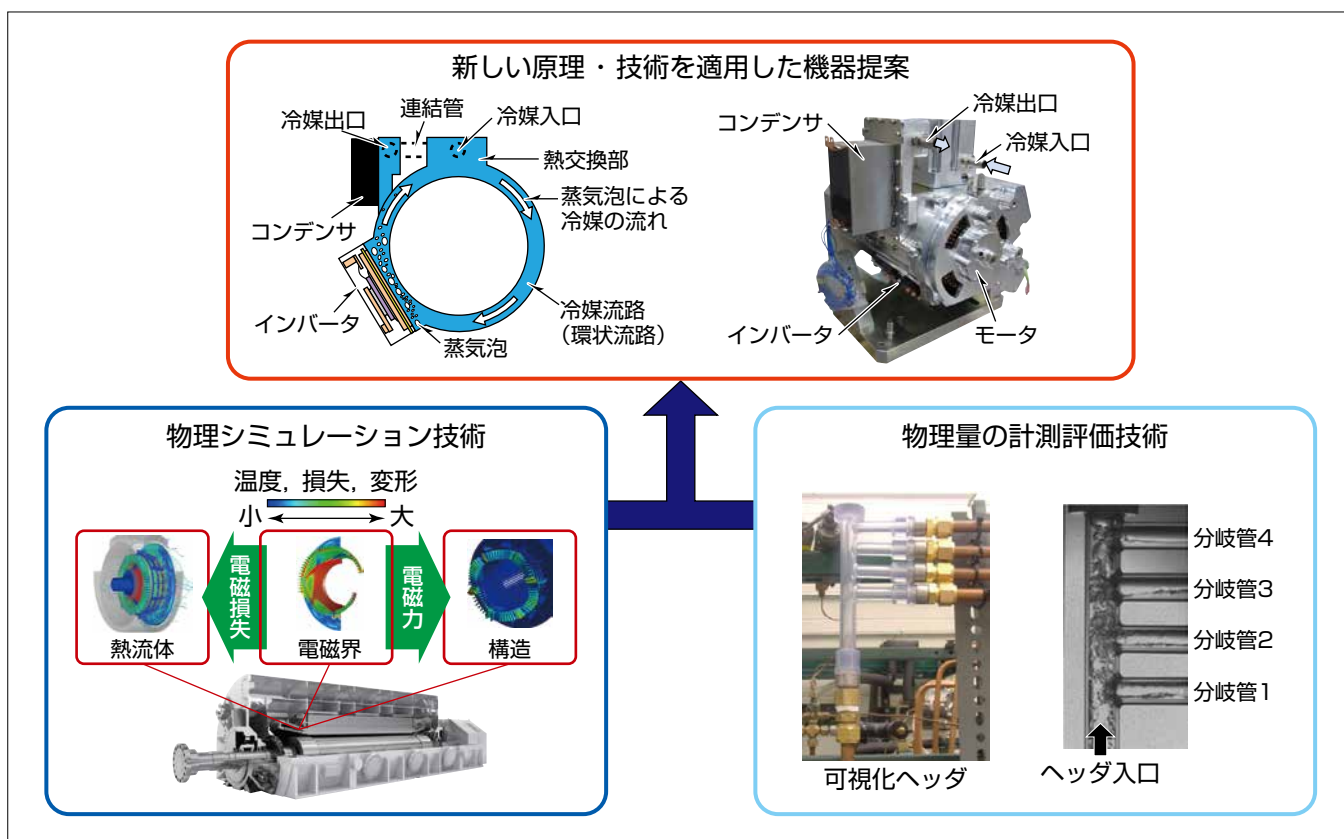 新しい原理・技術を適用した機器提案
冷媒出口
連結管
冷媒入口
熱交換部
蒸気泡による
冷媒の流れ
コンデンサ
インバータ
蒸気泡
冷媒流路
（環状流路）
コンデンサ
冷媒出口
冷媒入口
インバータ
モータ
物理シミュレーション技術
温度，損失，変形
小
大
電磁損失
電磁力
熱流体
電磁界
構造
物理量の計測評価技術
分岐管4
分岐管3
分岐管2
分岐管1
可視化ヘッダ
ヘッダ入口